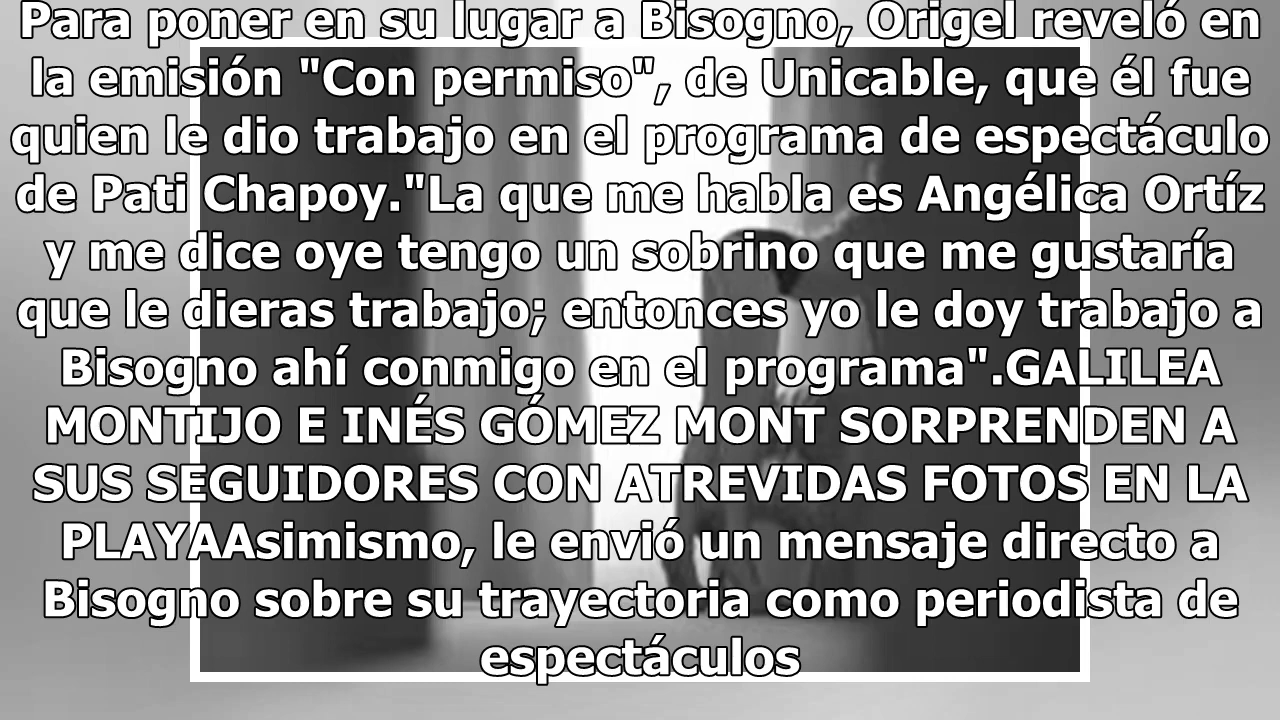 Para poner en su lugar a Bisogno, Origel reveló en
la emisión "Con permiso", de Unicable, que él fue
quien le dio trabajo en el programa de espectáculo
de Pati Chapoy."La que me habla es Angélica Ortíz
y me dice oye tengo un sobrino que me gustaría
que le dieras trabajo; entonces yo le doy trabajo a
Bisogno ahí conmigo en el programa".GALILEA
MONTIJO E INÉS GÓMEZ MONT SORPRENDEN A
SUS SEGUIDORES CON ATREVIDAS FOTOS EN LA
PLAYAAsimismo, le envió un mensaje directo a
Bisogno sobre su trayectoria como periodista de
espectáculos